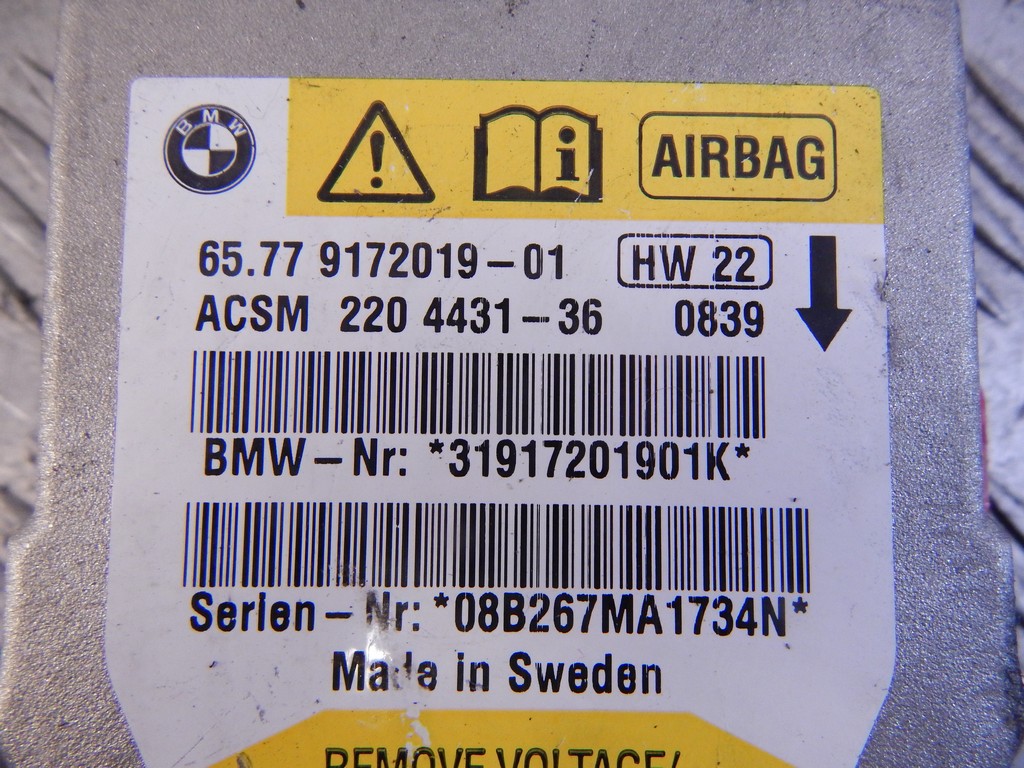 BMW
i AIRBAG
65.77 9172019-01 HW 22
ACSM 220 4431-36 0839
BMW-Nr: *31917201901K*
Serien-Nr: *08B267MA1734N*
Made in Sweden
REMOVE VOLTAGE/